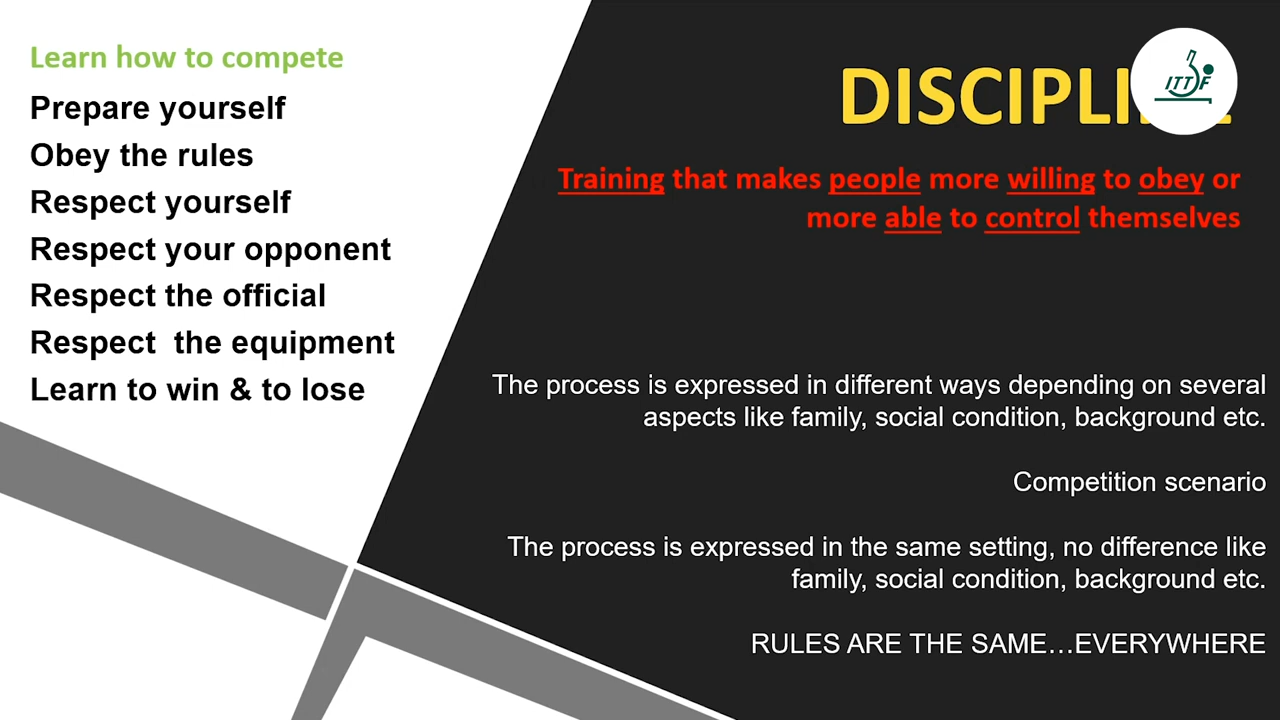 Learn how to compete
Prepare yourself
Obey the rules
Respect yourself
Respect your opponent
Respect the official
Respect  the equipment
Learn to win & to lose
DISCIPLI
ITTF
Training that makes people more willing to obey or
more able to control themselves
The process is expressed in different ways depending on several
aspects like family, social condition, background etc.
Competition scenario
The process is expressed in the same setting, no difference like
family, social condition, background etc.
RULES ARE THE SAME…EVERYWHERE